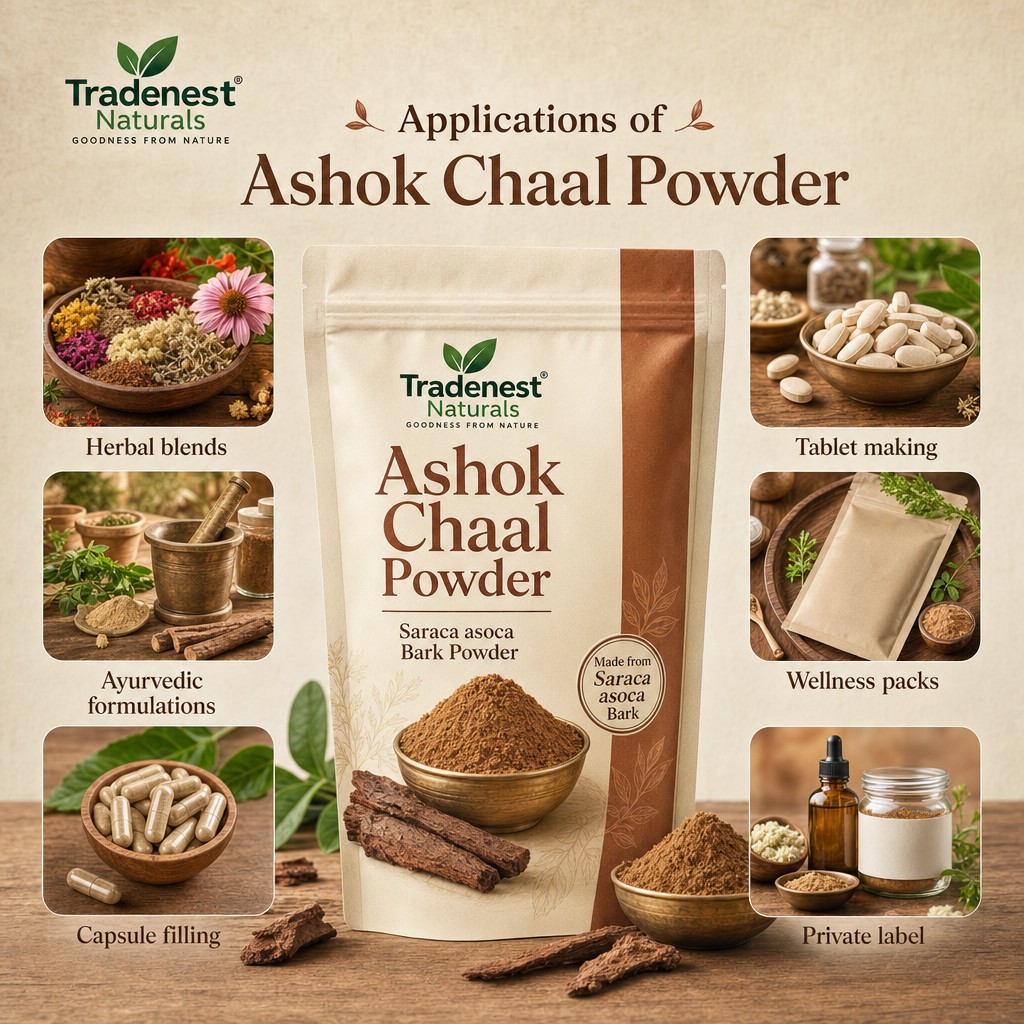 Tradenest®
Naturals
GOODNESS FROM NATURE
Applications of
Ashok Chaal Powder
Herbal blends
Ayurvedic
formulations
Capsule filling
Tradenest®
Naturals
GOODNESS FROM NATURE
Ashok
Chaal
Powder
Saraca asoca
Bark Powder
Made from
Saraca
asoca
Bark
Tablet making
Wellness packs
Private label